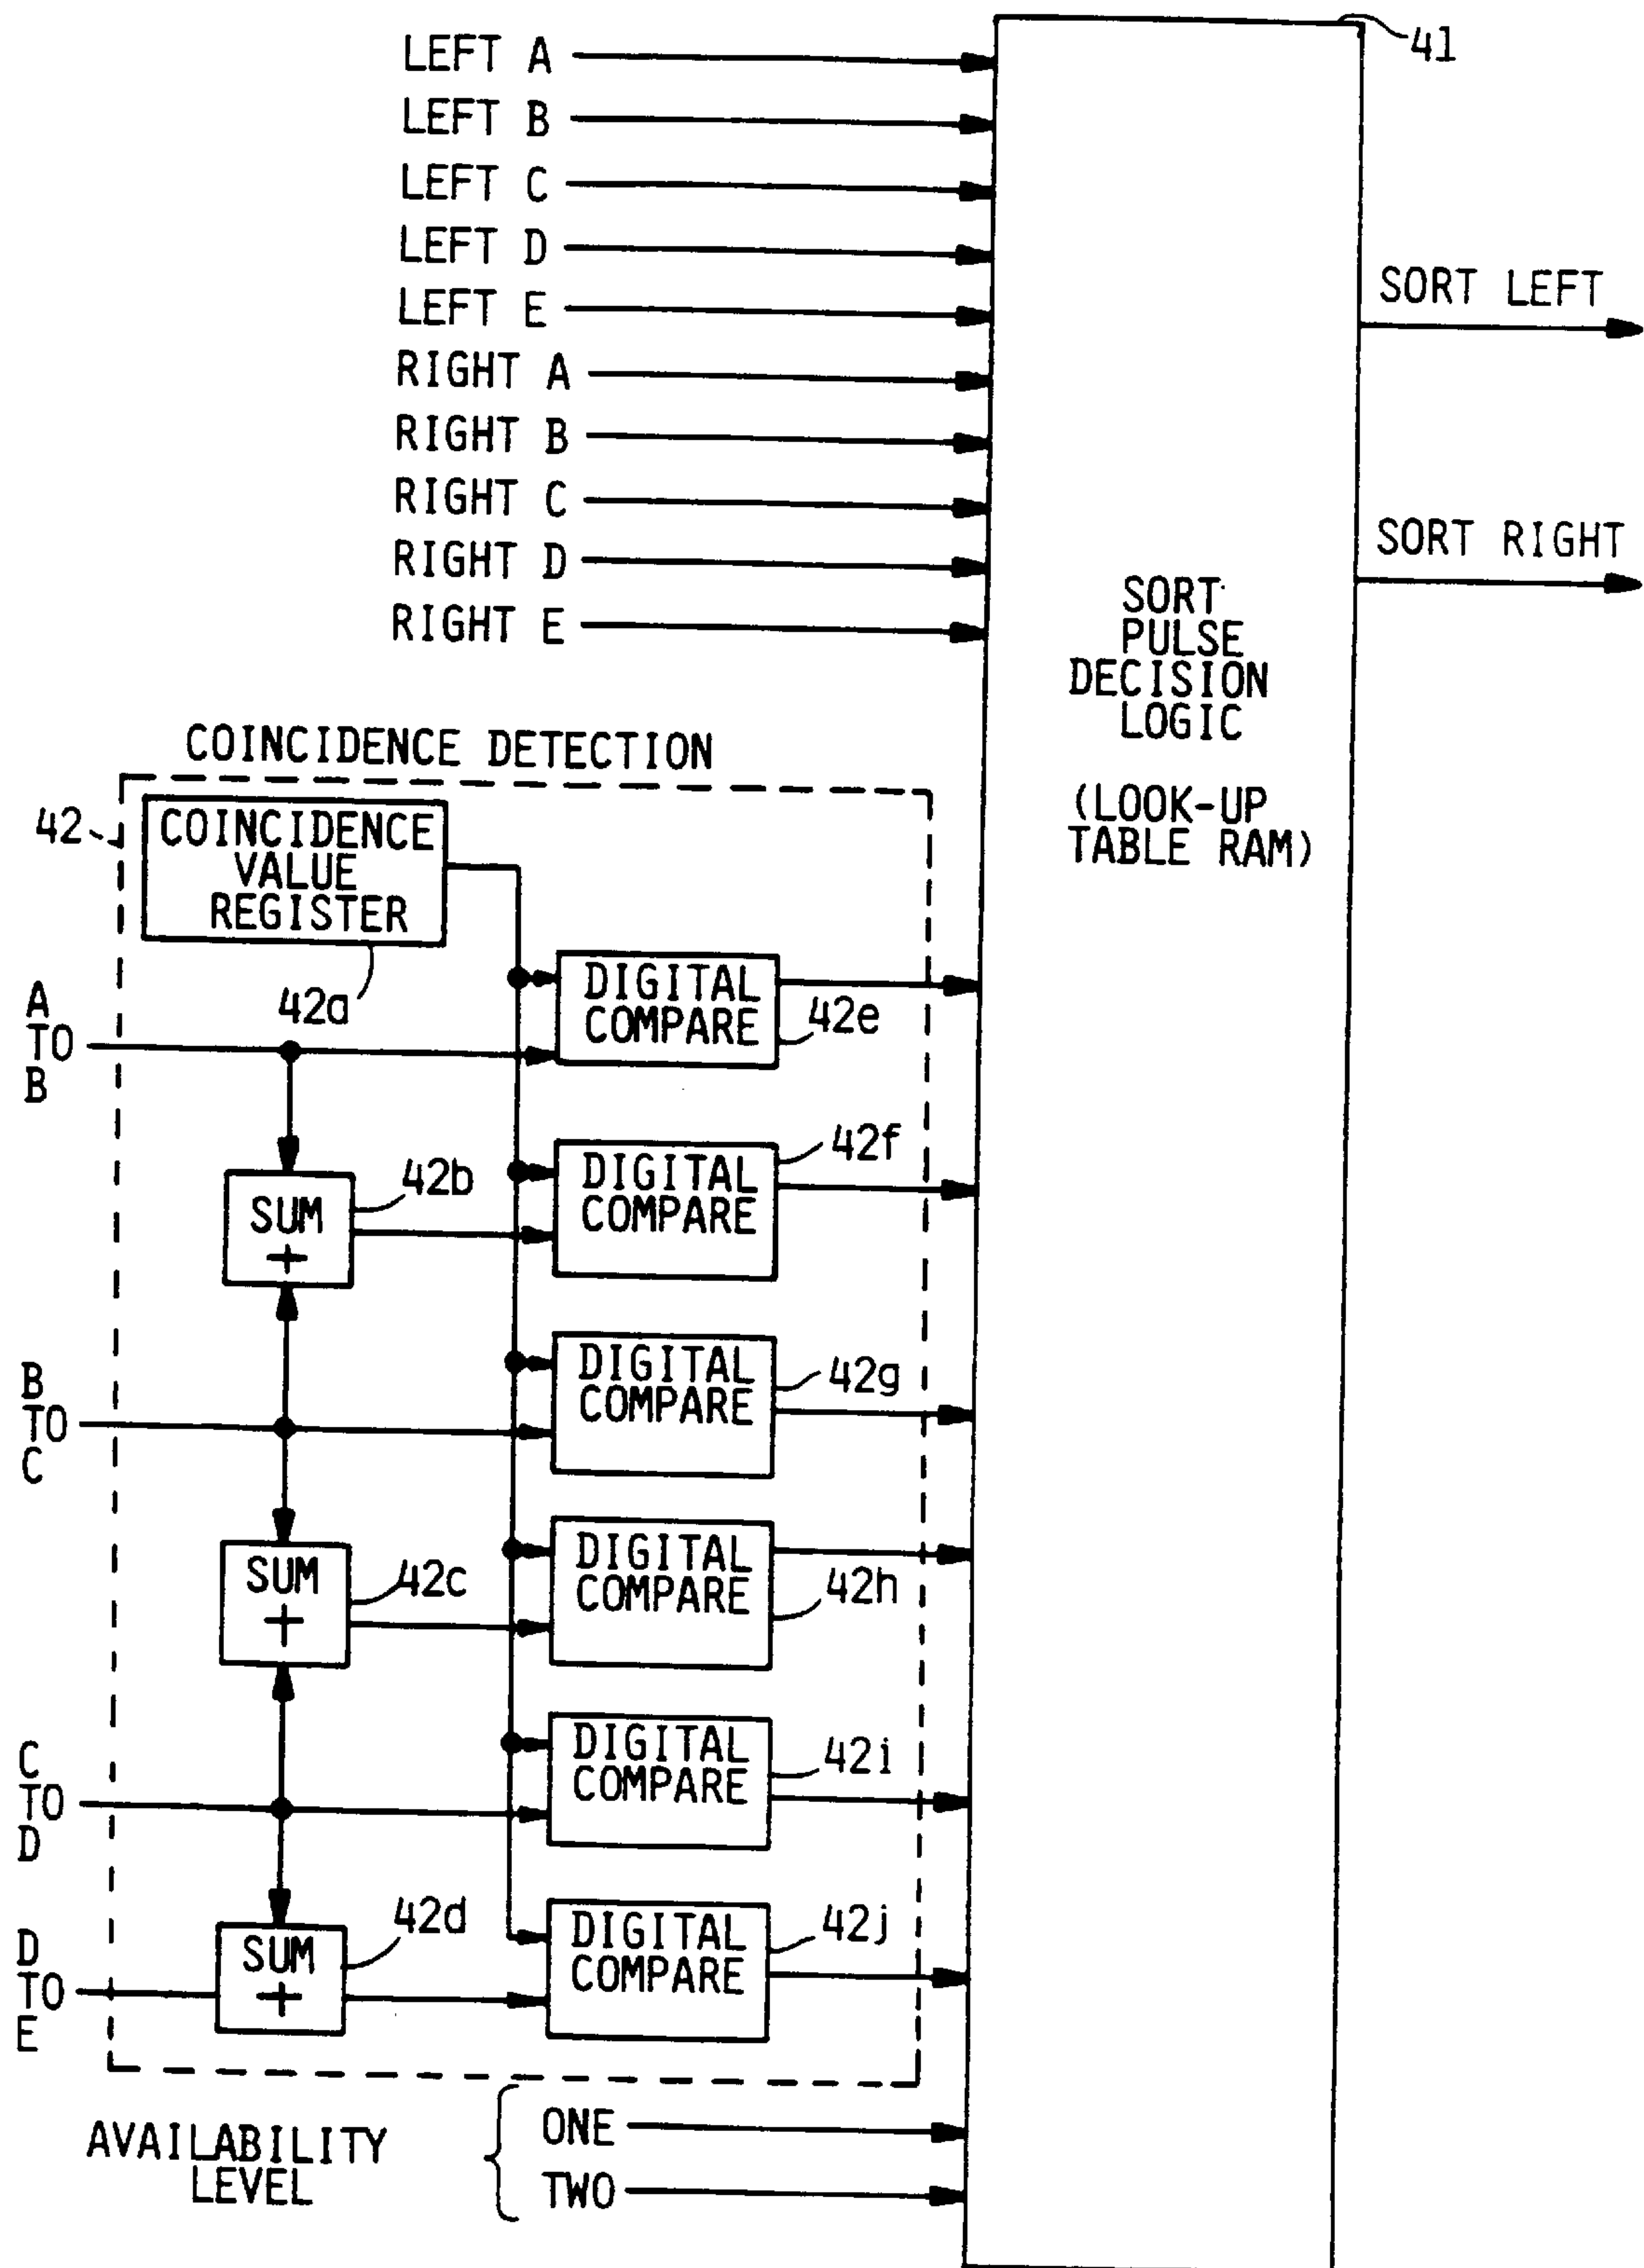 41
LEFT A
LEFT B
LEFT C
LEFT D
LEFT E
RIGHT A
RIGHT B
RIGHT C
RIGHT D
RIGHT E
SORT LEFT
SORT RIGHT
SORT
PULSE
DECISION
LOGIC
(LOOK-UP
TABLE RAM)
COINCIDENCE DETECTION
42
COINCIDENCE
VALUE
REGISTER
42a
A
TO
B
DIGITAL
COMPARE
42e
SUM
+
42b
DIGITAL
COMPARE
42f
B
TO
C
DIGITAL
COMPARE
42g
SUM
+
42c
DIGITAL
COMPARE
42h
C
TO
D
DIGITAL
COMPARE
42i
D
TO
E
SUM
+
42d
DIGITAL
COMPARE
42j
AVAILABILITY
LEVEL
ONE
TWO